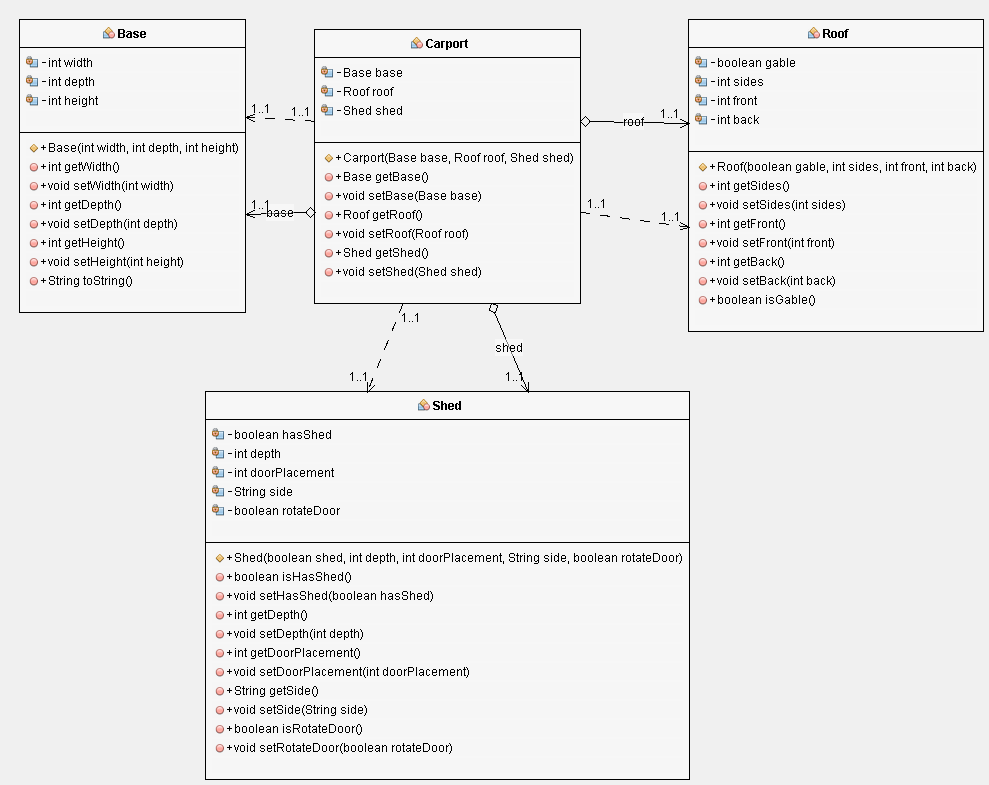 Base
-int width
-int depth
-int height
+Base(int width, int depth, int height)
+int getWidth()
+void setWidth(int width)
+int getDepth()
+void setDepth(int depth)
+int getHeight()
+void setHeight(int height)
+String toString()
1..1
1..1
1..1
base
Carport
-Base base
-Roof roof
-Shed shed
+Carport(Base base, Roof roof, Shed shed)
+Base getBase()
+void setBase(Base base)
+Roof getRoof()
+void setRoof(Roof roof)
+Shed getShed()
+void setShed(Shed shed)
roof
1..1
1..1
1..1
Roof
-boolean gable
-int sides
-int front
-int back
+Roof(boolean gable, int sides, int front, int back)
+int getSides()
+void setSides(int sides)
+int getFront()
+void setFront(int front)
+int getBack()
+void setBack(int back)
+boolean isGable()
1..1
shed
1..1
1..1
Shed
-boolean hasShed
-int depth
-int doorPlacement
-String side
-boolean rotateDoor
+Shed(boolean shed, int depth, int doorPlacement, String side, boolean rotateDoor)
+boolean isHasShed()
+void setHasShed(boolean hasShed)
+int getDepth()
+void setDepth(int depth)
+int getDoorPlacement()
+void setDoorPlacement(int doorPlacement)
+String getSide()
+void setSide(String side)
+boolean isRotateDoor()
+void setRotateDoor(boolean rotateDoor)